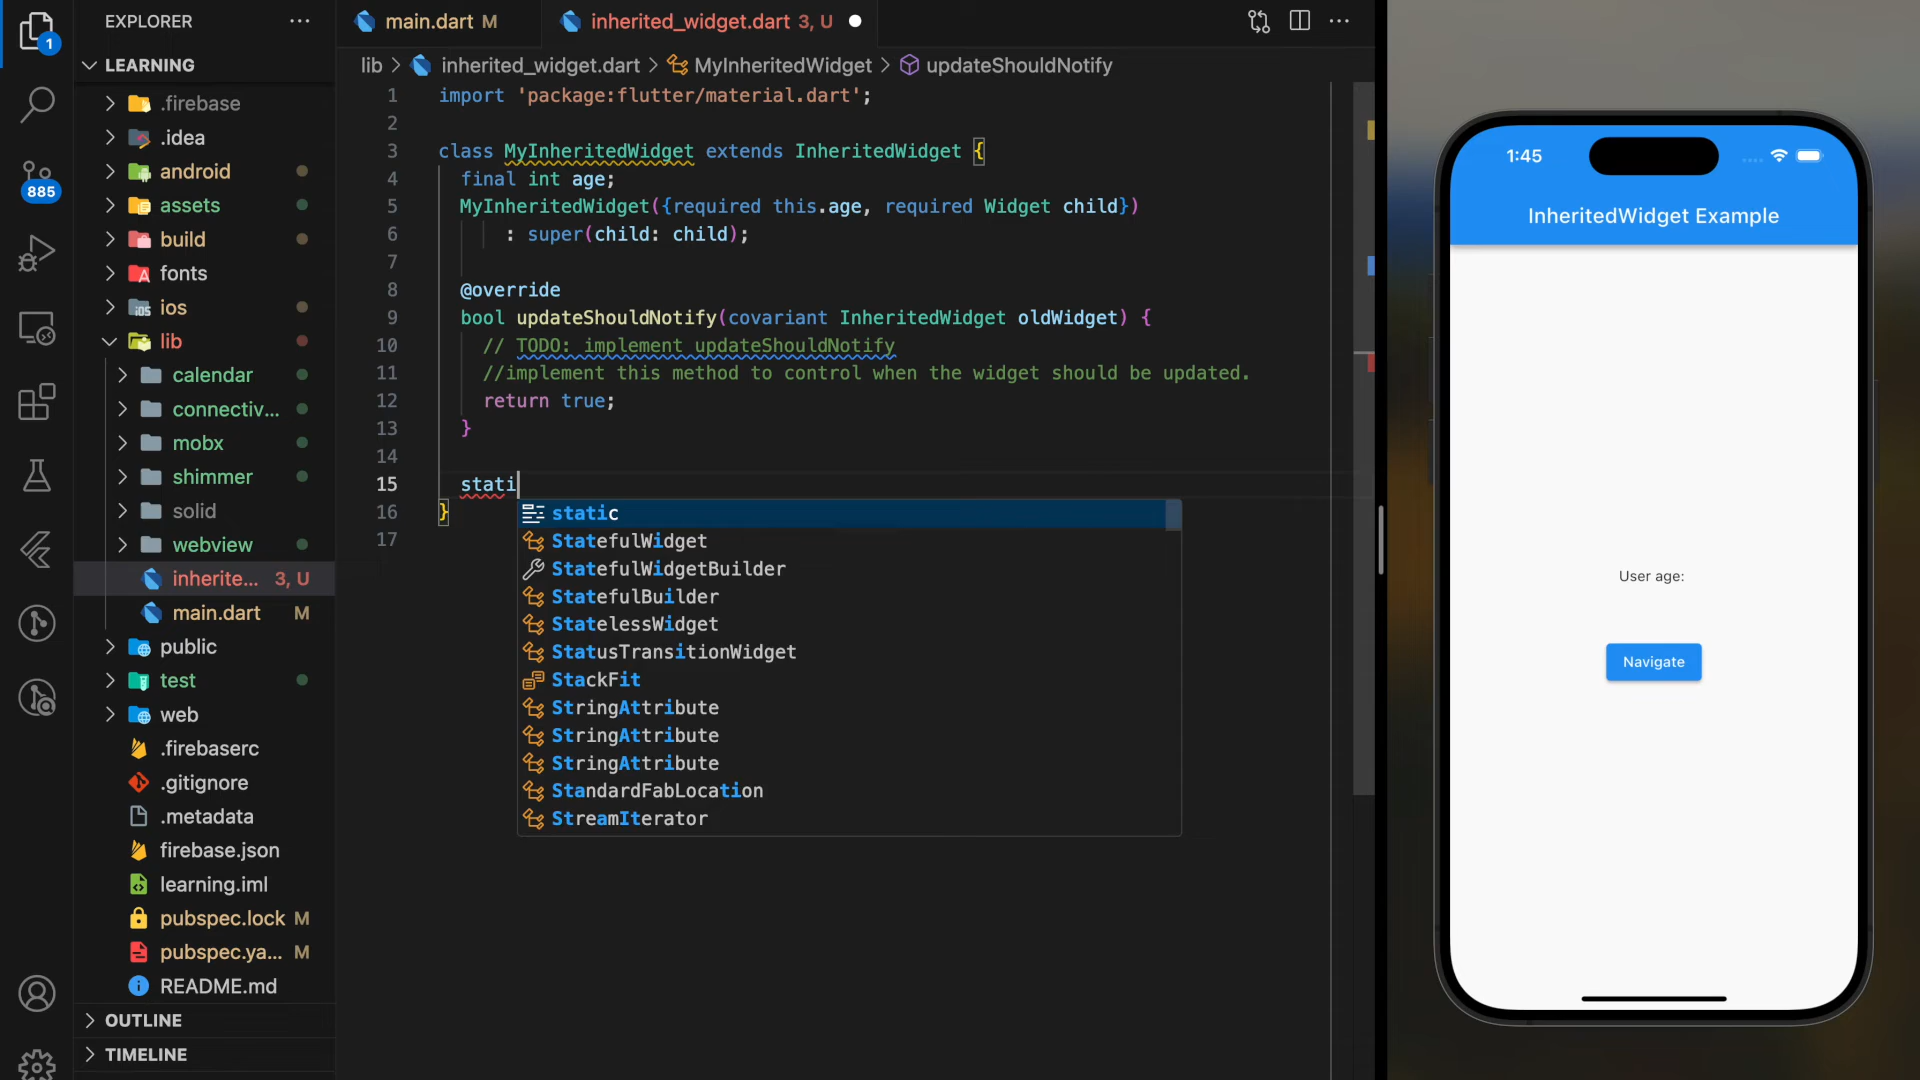 EXPLORER
main.dart M
inherited_widget.dart 3, U
1
LEARNING
lib > inherited_widget.dart > MyInheritedWidget > updateShouldNotify
.firebase
.idea
android
assets
build
fonts
ios
lib
calendar
connectiv...
mobx
shimmer
solid
webview
inherite... 3, U
main.dart M
public
test
web
.firebaserc
.gitignore
.metadata
firebase.json
learning.iml
pubspec.lock M
pubspec.ya... M
README.md
OUTLINE
TIMELINE
885
1 import 'package:flutter/material.dart';
2
3 class MyInheritedWidget extends InheritedWidget {
4 final int age;
5 MyInheritedWidget({required this.age, required Widget child})
6 : super(child: child);
7
8 @override
9 bool updateShouldNotify(covariant InheritedWidget oldWidget) {
10 // TODO: implement updateShouldNotify
11 //implement this method to control when the widget should be updated.
12 return true;
13 }
14
15 stati
16 }
17
static
StatefulWidget
StatefulWidgetBuilder
StatefulBuilder
StatelessWidget
StatusTransitionWidget
StackFit
StringAttribute
StringAttribute
StringAttribute
StandardFabLocation
StreamIterator
1:45
InheritedWidget Example
User age:
Navigate